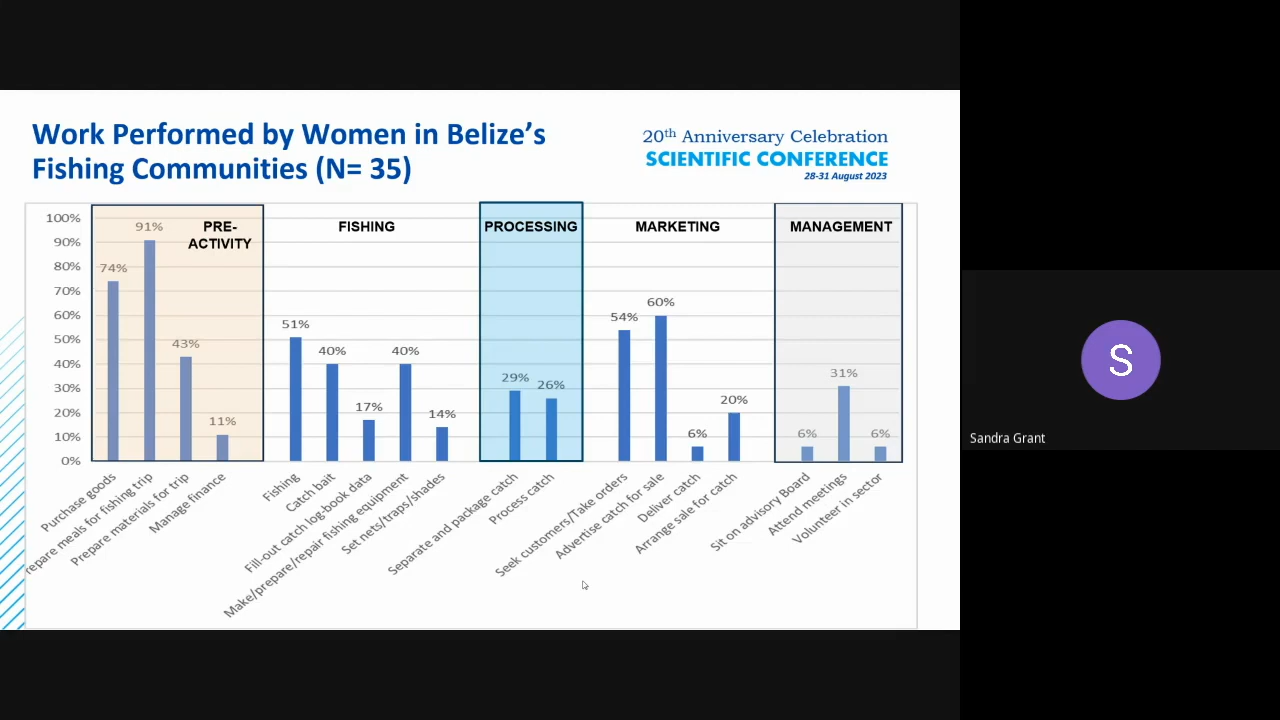 Work Performed by Women in Belize's
Fishing Communities (N= 35)
20th Anniversary Celebration
SCIENTIFIC CONFERENCE
28-31 August 2023
PRE-
ACTIVITY
FISHING
PROCESSING
MARKETING
MANAGEMENT
100%
90%
80%
70%
60%
50%
40%
30%
20%
10%
0%
74%
91%
43%
11%
51%
40%
17%
40%
14%
29%
26%
54%
60%
6%
20%
6%
31%
6%
Purchase goods
repare meals for fishing trip
Prepare materials for trip
Manage finance
Fishing
Catch bait
Fill-out catch log-book data
Make/prepare/repair fishing equipment
Set nets/traps/shades
Separate and package catch
Process catch
Seek customers/Take orders
Advertise catch for sale
Deliver catch
Arrange sale for catch
Sit on advisory Board
Attend meetings
Volunteer in sector
S
Sandra Grant